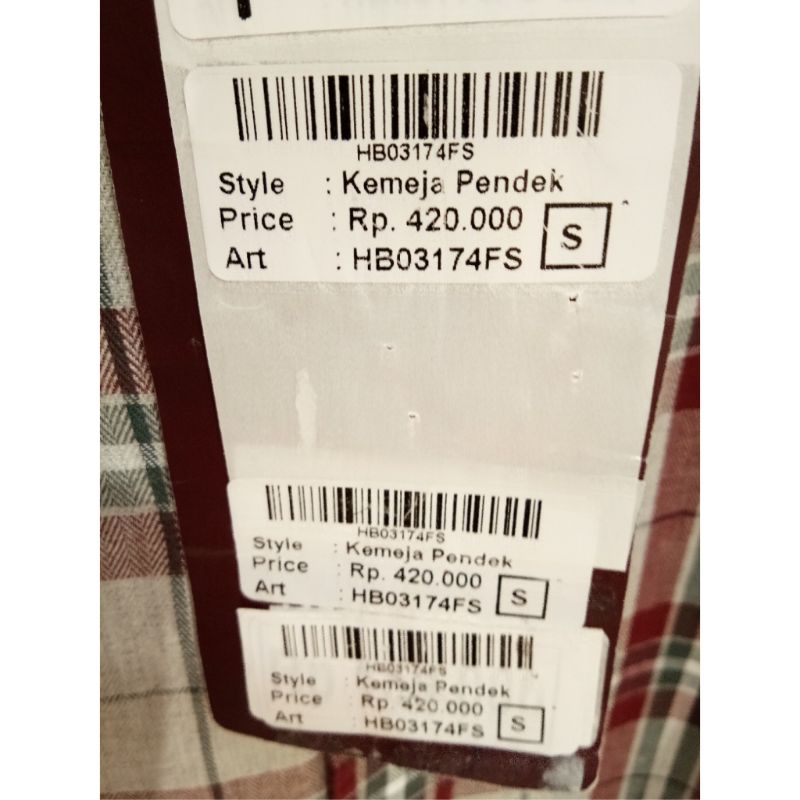 HB03174FS
Style : Kemeja Pendek
Price : Rp. 420.000
Art : HB03174FS
S
HB03174FS
Style : Kemeja Pendek
Price : Rp. 420.000
Art : HB03174FS
S
HB03174FS
Style : Kemeja Pendek
Price : Rp. 420.000
Art : HB03174FS
S